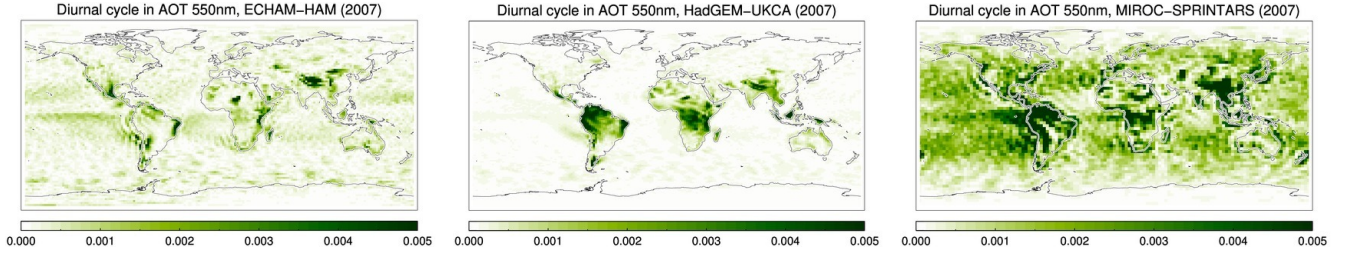 Diurnal cycle in AOT 550nm, ECHAM-HAM (2007)
0.000 0.001 0.002 0.003 0.004 0.005
Diurnal cycle in AOT 550nm, HadGEM-UKCA (2007)
0.000 0.001 0.002 0.003 0.004 0.005
Diurnal cycle in AOT 550nm, MIROC-SPRINTARS (2007)
0.000 0.001 0.002 0.003 0.004 0.005